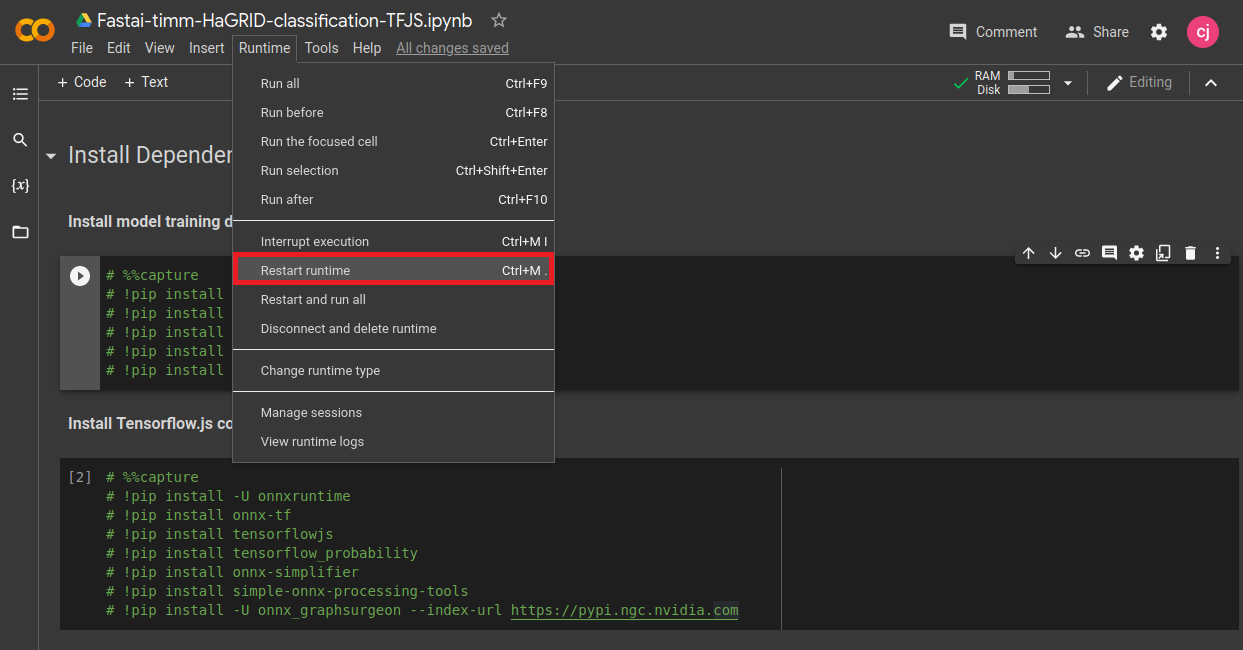 Fastai-timm-HaGRID-classification-TFJS.ipynb
File Edit View Insert Runtime Tools Help All changes saved
Comment Share cj
+ Code + Text
RAM
Disk
Editing
Run all Ctrl+F9
Run before Ctrl+F8
Run the focused cell Ctrl+Enter
Run selection Ctrl+Shift+Enter
Run after Ctrl+F10
Interrupt execution Ctrl+M I
Restart runtime Ctrl+M .
Restart and run all
Disconnect and delete runtime
Change runtime type
Manage sessions
View runtime logs
{x}
Install Depender
Install model training d
# %%capture
# !pip install
# !pip install
# !pip install
# !pip install
# !pip install
Install Tensorflow.js co
[2] # %%capture
# !pip install -U onnxruntime
# !pip install onnx-tf
# !pip install tensorflowjs
# !pip install tensorflow_probability
# !pip install onnx-simplifier
# !pip install simple-onnx-processing-tools
# !pip install -U onnx_graphsurgeon --index-url https://pypi.ngc.nvidia.com